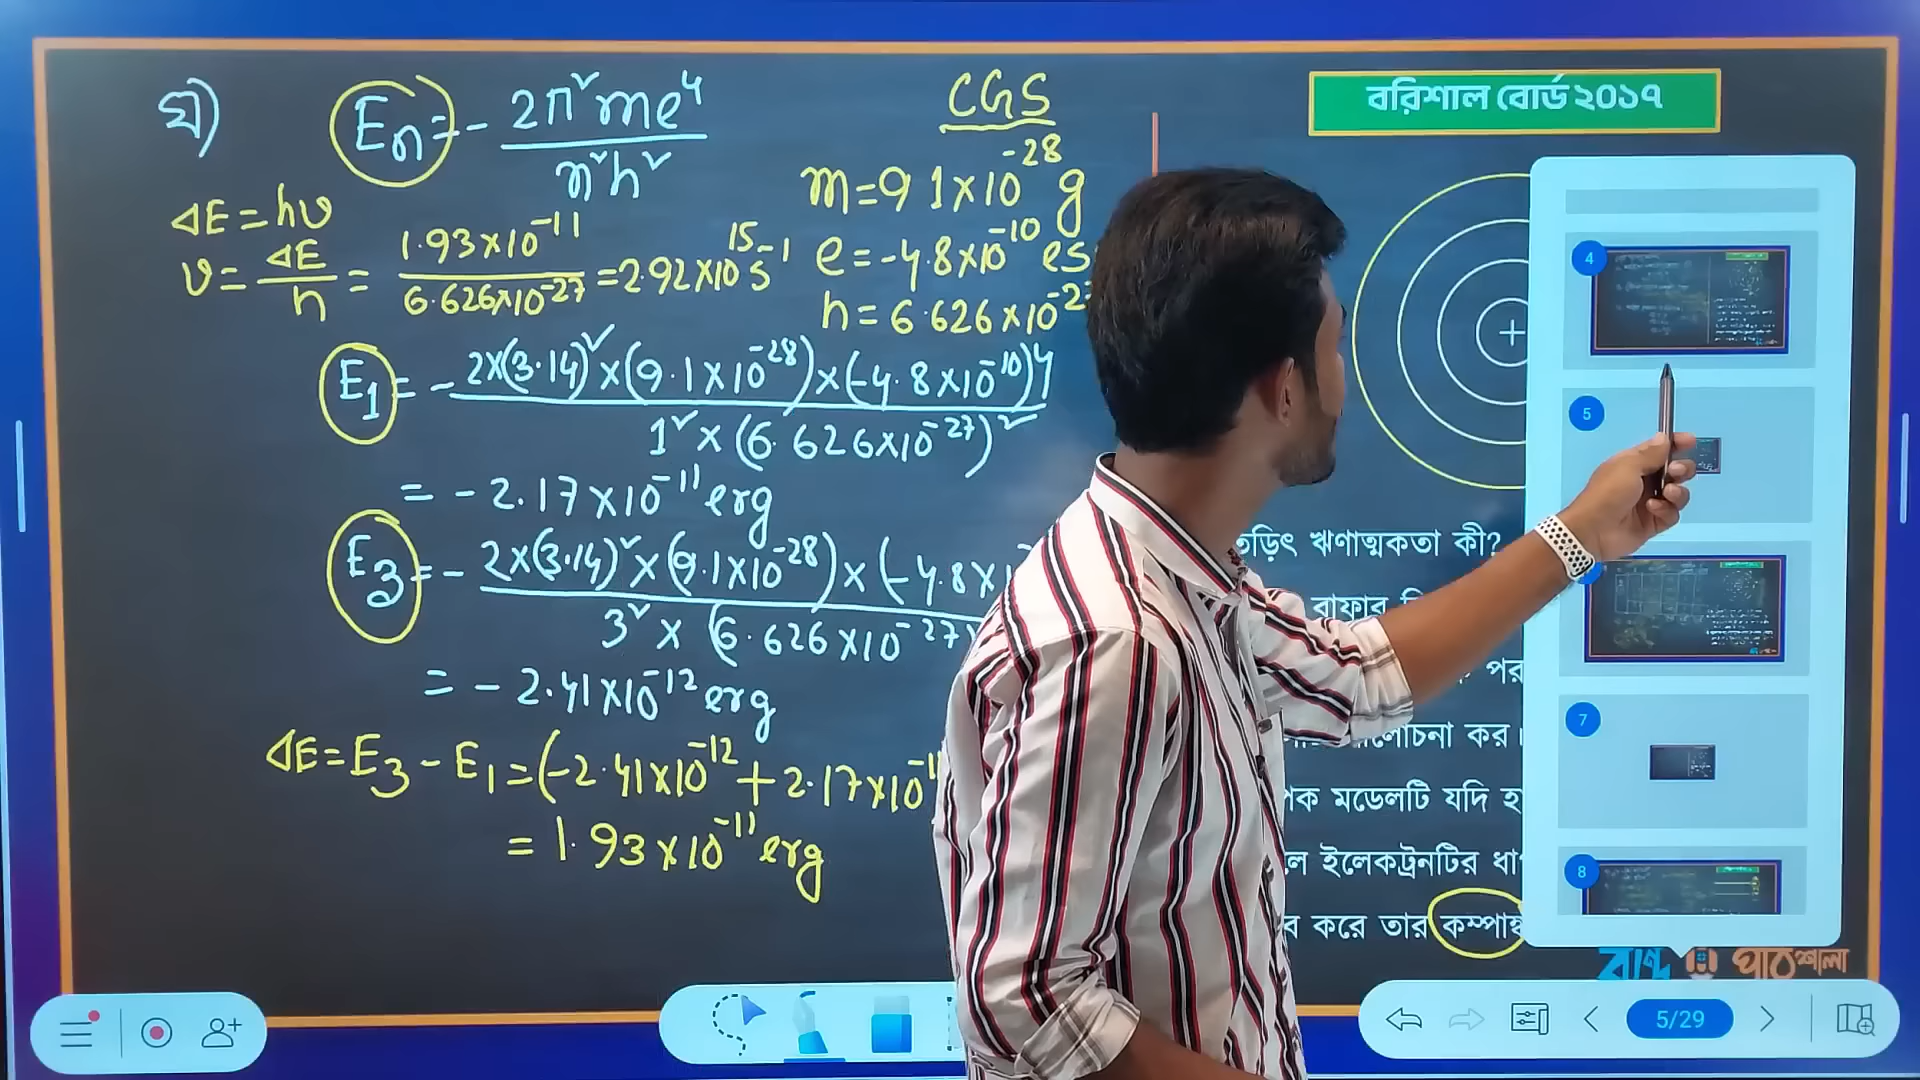 ঘ)
Eₙ = - 2π²me⁴ / n²h²
ΔE = hυ
υ = ΔE / h = 1.93×10⁻¹¹ / 6.626×10⁻²⁷ = 2.92×10¹⁵ s⁻¹
CGS
m = 9.1×10⁻²⁸ g
e = -4.8×10⁻¹⁰ es
h = 6.626×10⁻²⁷
E₁ = - 2×(3.14)²×(9.1×10⁻²⁸)×(-4.8×10⁻¹⁰)⁴ / 1²×(6.626×10⁻²⁷)²
= -2.17×10⁻¹¹ erg
E₃ = - 2×(3.14)²×(9.1×10⁻²⁸)×(-4.8×1 / 3²×(6.626×10⁻²⁷)
= -2.41×10⁻¹² erg
ΔE = E₃ - E₁ = (-2.41×10⁻¹² + 2.17×10⁻¹¹
= 1.93×10⁻¹¹ erg
বরিশাল বোর্ড ২০১৭
তড়িৎ ঋণাত্মকতা কী?
বাফার
পর
আলোচনা কর।
মডেলটি যদি
ইলেকট্রনটির
করে তার
4
5
7
8
পাঠশালা
5/29